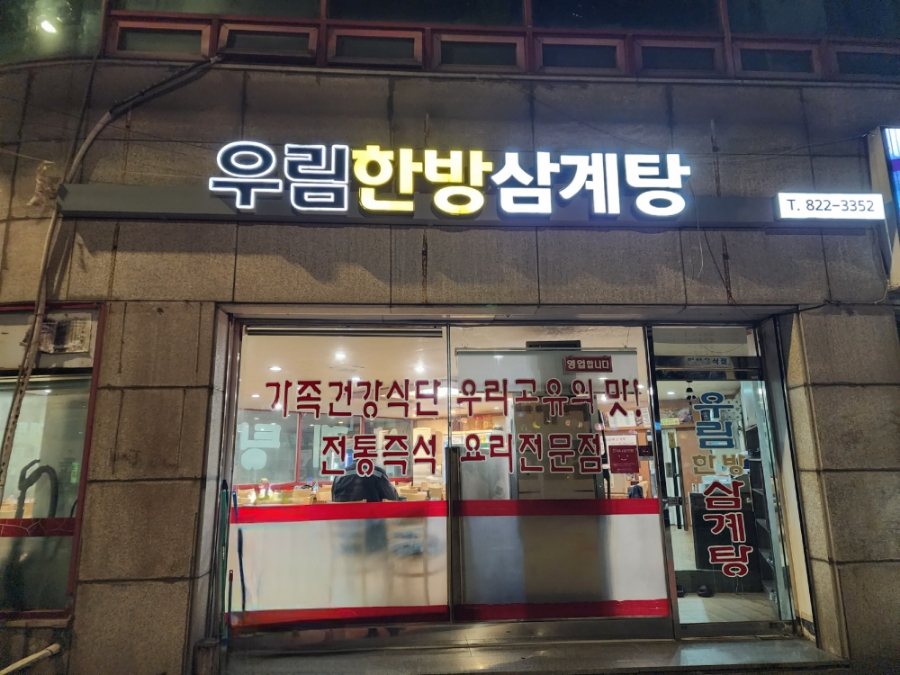 우림한방삼계탕
T. 822-3352
영업합니다
가족건강식단 우리고유의 맛!
전통즉석 요리전문점
우림
한방
삼계탕